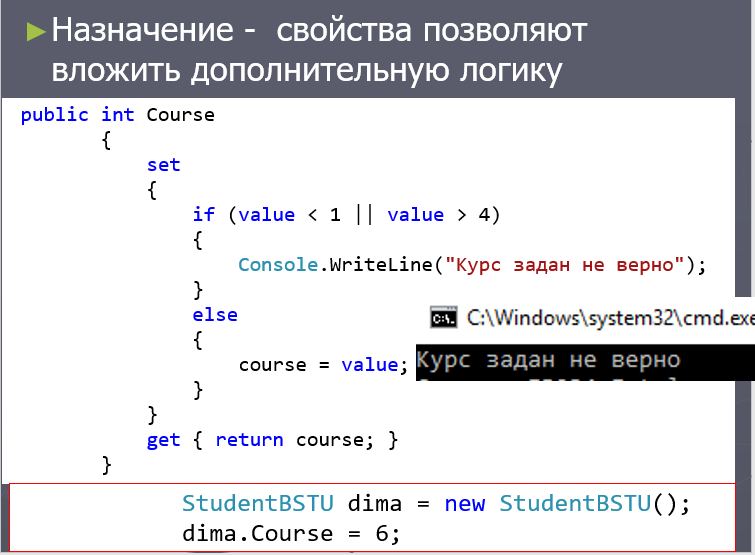 Назначение - свойства позволяют
вложить дополнительную логику
public int Course
{
set
{
if (value < 1 || value > 4)
{
Console.WriteLine("Курс задан не верно");
}
else
{
course = value;
}
}
get { return course; }
}
C:\Windows\system32\cmd.exe
Курс задан не верно
StudentBSTU dima = new StudentBSTU();
dima.Course = 6;